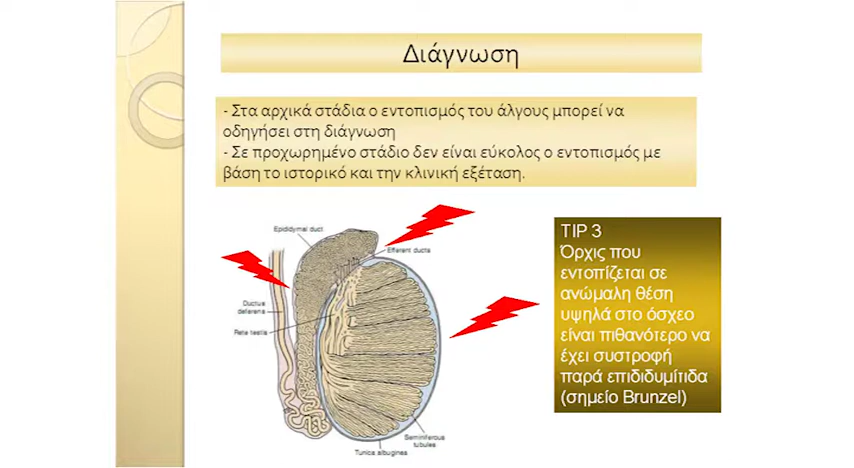 Διάγνωση
- Στα αρχικά στάδια ο εντοπισμός του άλγους μπορεί να
οδηγήσει στη διάγνωση
- Σε προχωρημένο στάδιο δεν είναι εύκολος ο εντοπισμός με
βάση το ιστορικό και την κλινική εξέταση.
Epididymal duct
Efferent ducts
Ductus
deferens
Rete testis
Seminiferous
tubules
Tunica albuginea
TIP 3
Όρχις που
εντοπίζεται σε
ανώμαλη θέση
υψηλά στο όσχεο
είναι πιθανότερο να
έχει συστροφή
παρά επιδιδυμίτιδα
(σημείο Brunzel)